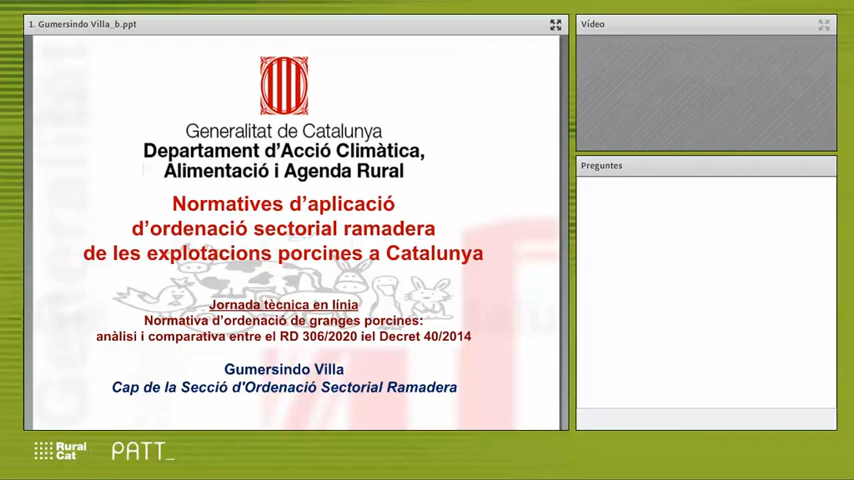 1. Gumersindo Villa_b.ppt
Generalitat de Catalunya
Departament d'Acció Climàtica,
Alimentació i Agenda Rural
Normatives d'aplicació
d'ordenació sectorial ramadera
de les explotacions porcines a Catalunya
Jornada tècnica en línia
Normativa d'ordenació de granges porcines:
anàlisi i comparativa entre el RD 306/2020 iel Decret 40/2014
Gumersindo Villa
Cap de la Secció d'Ordenació Sectorial Ramadera
Vídeo
Preguntes
Rural
Cat
PATT_